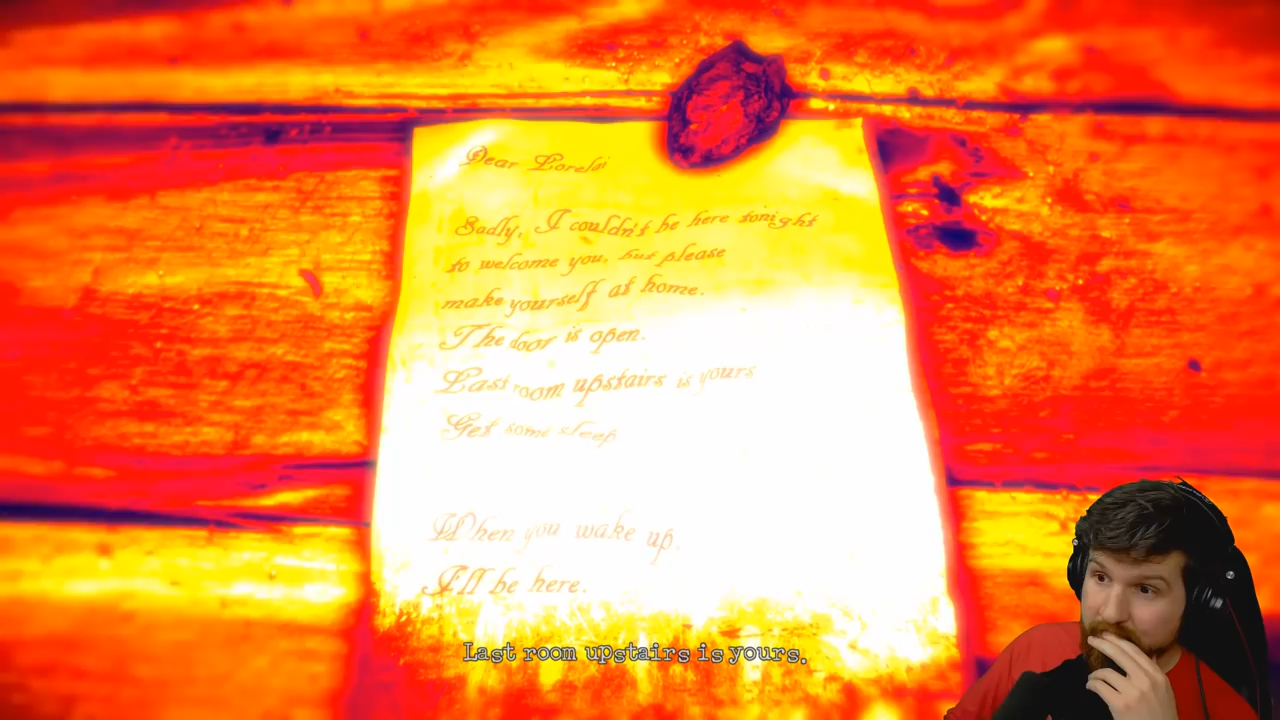 Dear Lorelai
Sadly, I couldn't be here tonight
to welcome you, but please
make yourself at home.
The door is open.
Last room upstairs is yours
Get some sleep
When you wake up.
I'll be here.
Last room upstairs is yours.